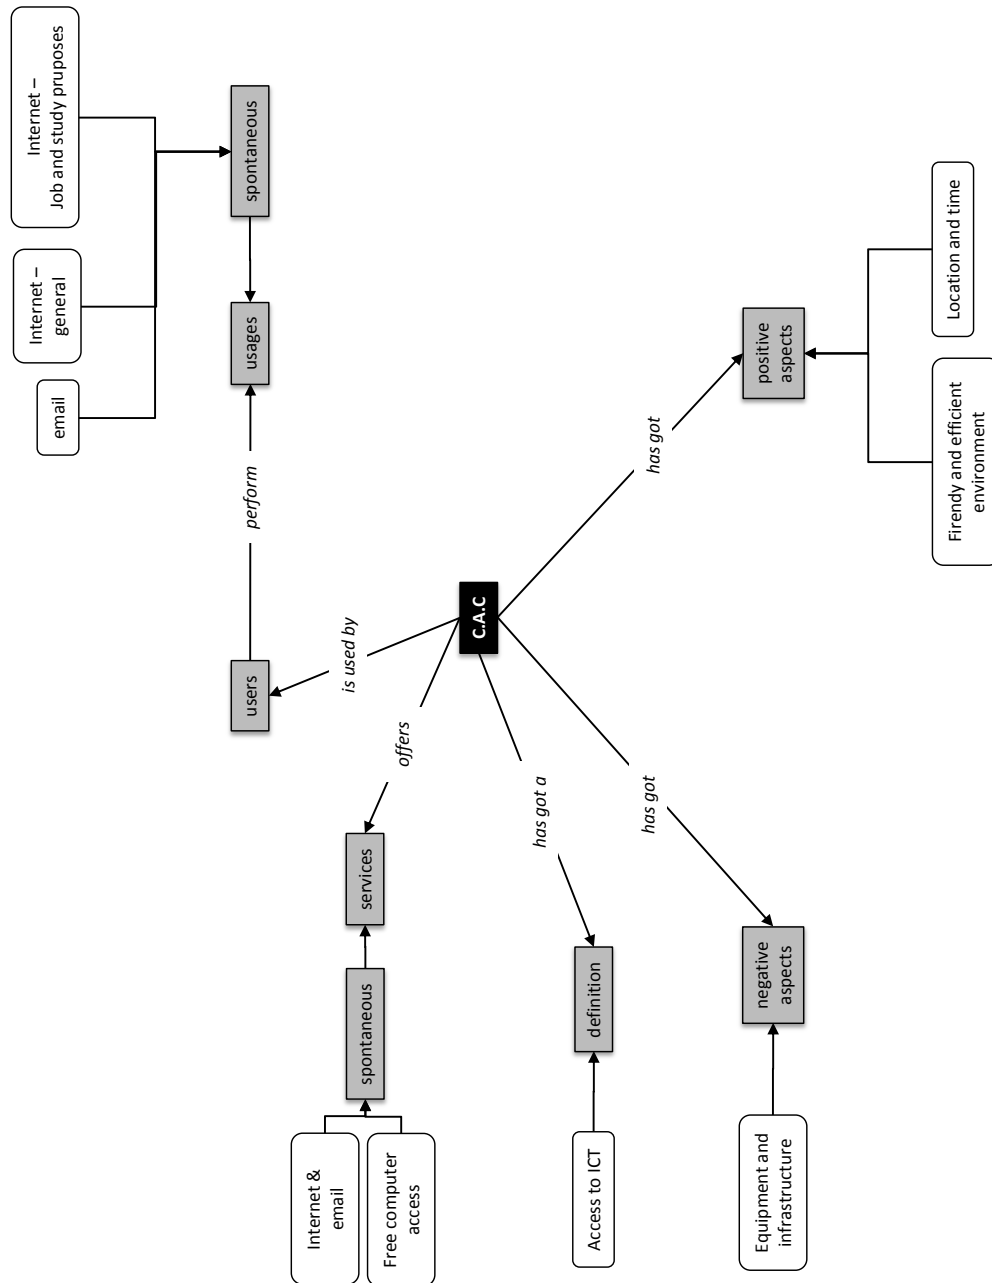 email
Internet –
general
Internet –
Job and study pruposes
users
perform
usages
spontaneous
Internet &
email
Free computer
access
spontaneous
services
is used by
offers
C.A.C
has got a
Access to ICT
definition
has got
has got
Equipment and
infrastructure
negative
aspects
positive
aspects
Firendy and efficient
environment
Location and time